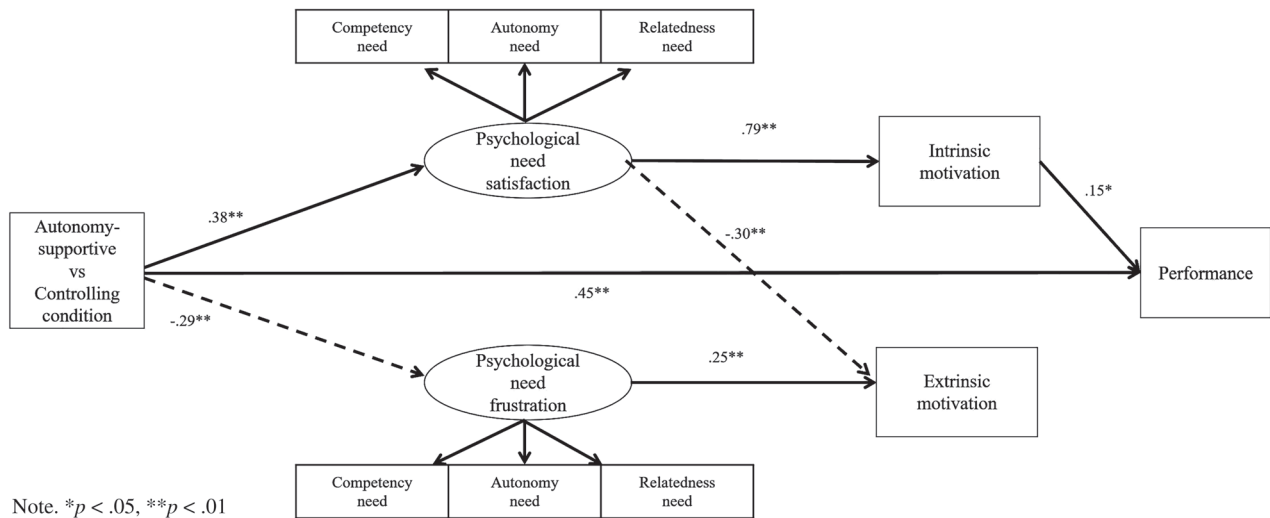 Competency
need
Autonomy
need
Relatedness
need
Psychological
need
satisfaction
.79**
Intrinsic
motivation
.15*
.38**
-.30**
Autonomy-
supportive
vs
Controlling
condition
.45**
Performance
-.29**
Psychological
need
frustration
.25**
Extrinsic
motivation
Competency
need
Autonomy
need
Relatedness
need
Note. *p < .05, **p < .01